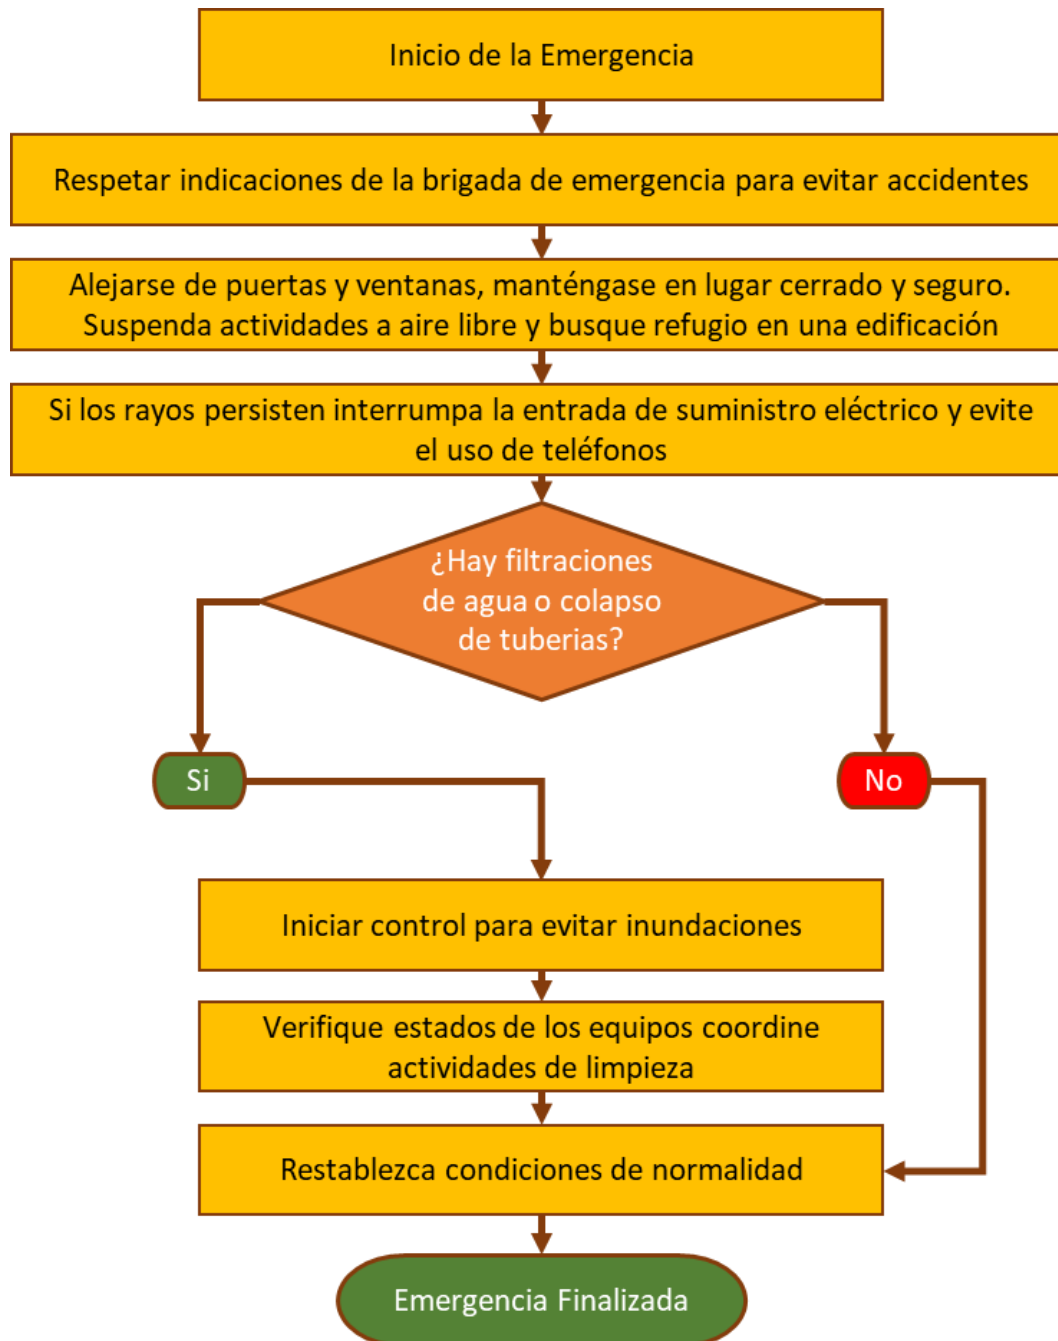 Inicio de la Emergencia
Respetar indicaciones de la brigada de emergencia para evitar accidentes
Alejarse de puertas y ventanas, manténgase en lugar cerrado y seguro.
Suspenda actividades a aire libre y busque refugio en una edificación
Si los rayos persisten interrumpa la entrada de suministro eléctrico y evite
el uso de teléfonos
¿Hay filtraciones
de agua o colapso
de tuberias?
Si
No
Iniciar control para evitar inundaciones
Verifique estados de los equipos coordine
actividades de limpieza
Restablezca condiciones de normalidad
Emergencia Finalizada